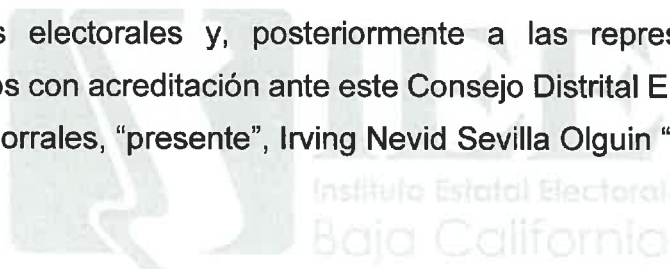 s electorales y, posteriormente a las repres
os con acreditación ante este Consejo Distrital E
orrales, "presente", Irving Nevid Sevilla Olguin "
IEE
Instituto Estatal Electoral
Baja California